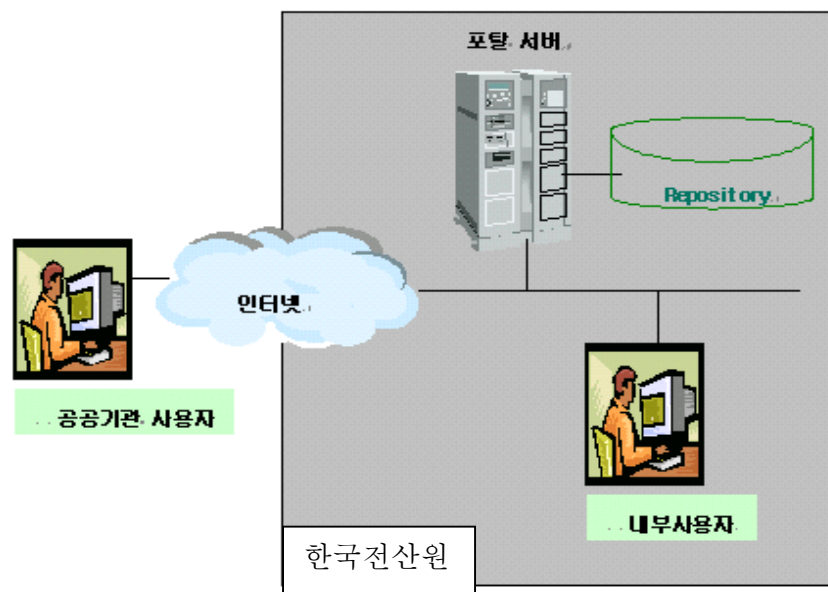 포탈 서버
Repository
인터넷
공공기관 사용자
내부사용자
한국전산원